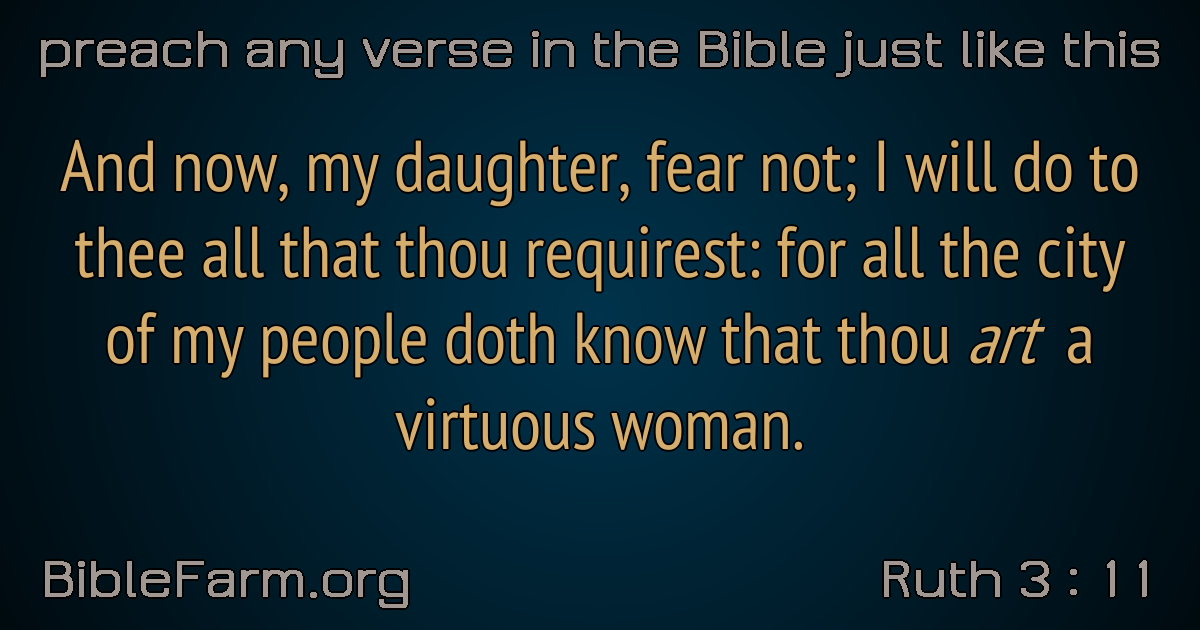 preach any verse in the Bible just like this
And now, my daughter, fear not; I will do to
thee all that thou requirest: for all the city
of my people doth know that thou art a
virtuous woman.
BibleFarm.org
Ruth 3 : 11